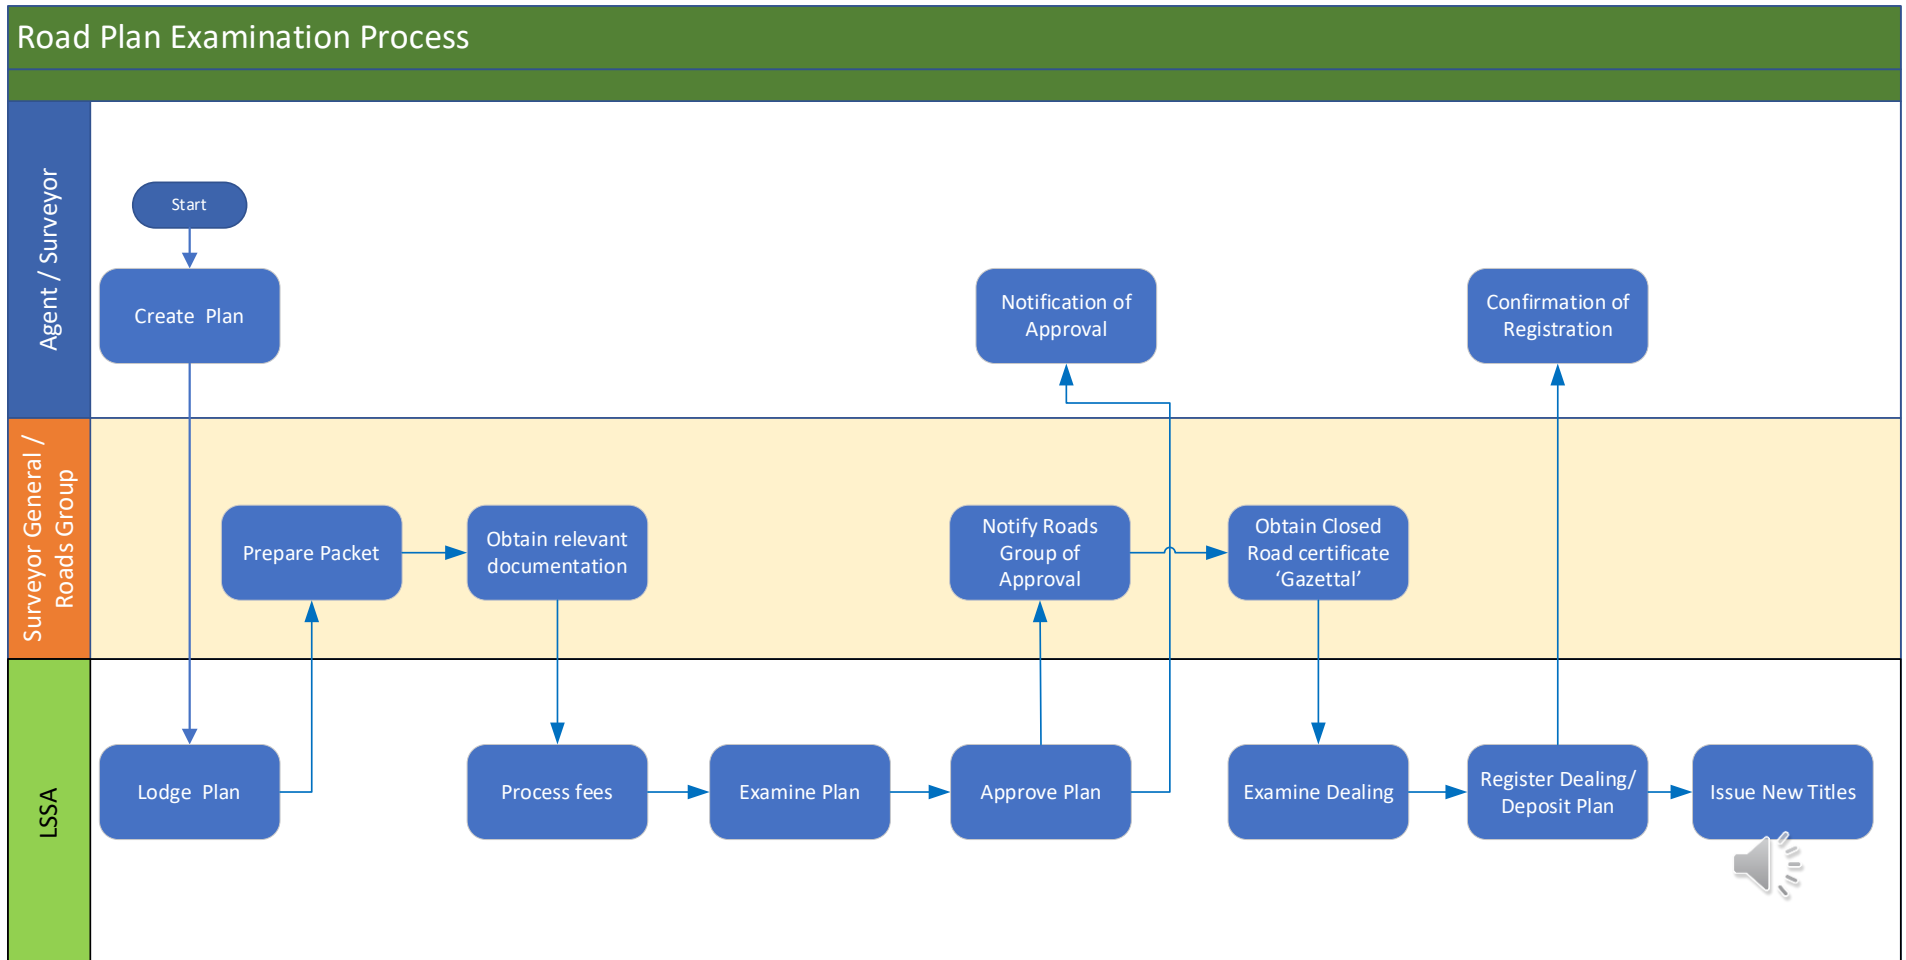 Road Plan Examination Process
Agent / Surveyor
Start
Create Plan
Notification of
Approval
Confirmation of
Registration
Surveyor General /
Roads Group
Prepare Packet
Obtain relevant
documentation
Notify Roads
Group of
Approval
Obtain Closed
Road certificate
‘Gazettal’
LSSA
Lodge Plan
Process fees
Examine Plan
Approve Plan
Examine Dealing
Register Dealing/
Deposit Plan
Issue New Titles